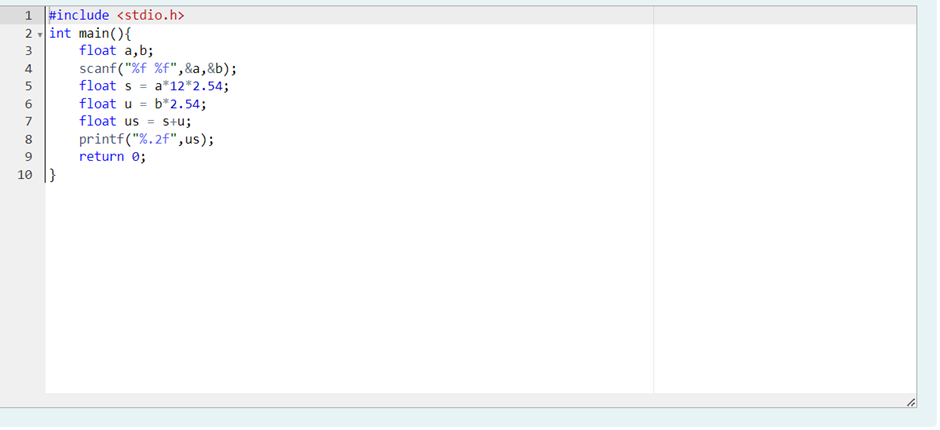 1 #include <stdio.h>
2 int main(){
3 float a,b;
4 scanf("%f %f",&a,&b);
5 float s = a*12*2.54;
6 float u = b*2.54;
7 float us = s+u;
8 printf("%.2f",us);
9 return 0;
10 }